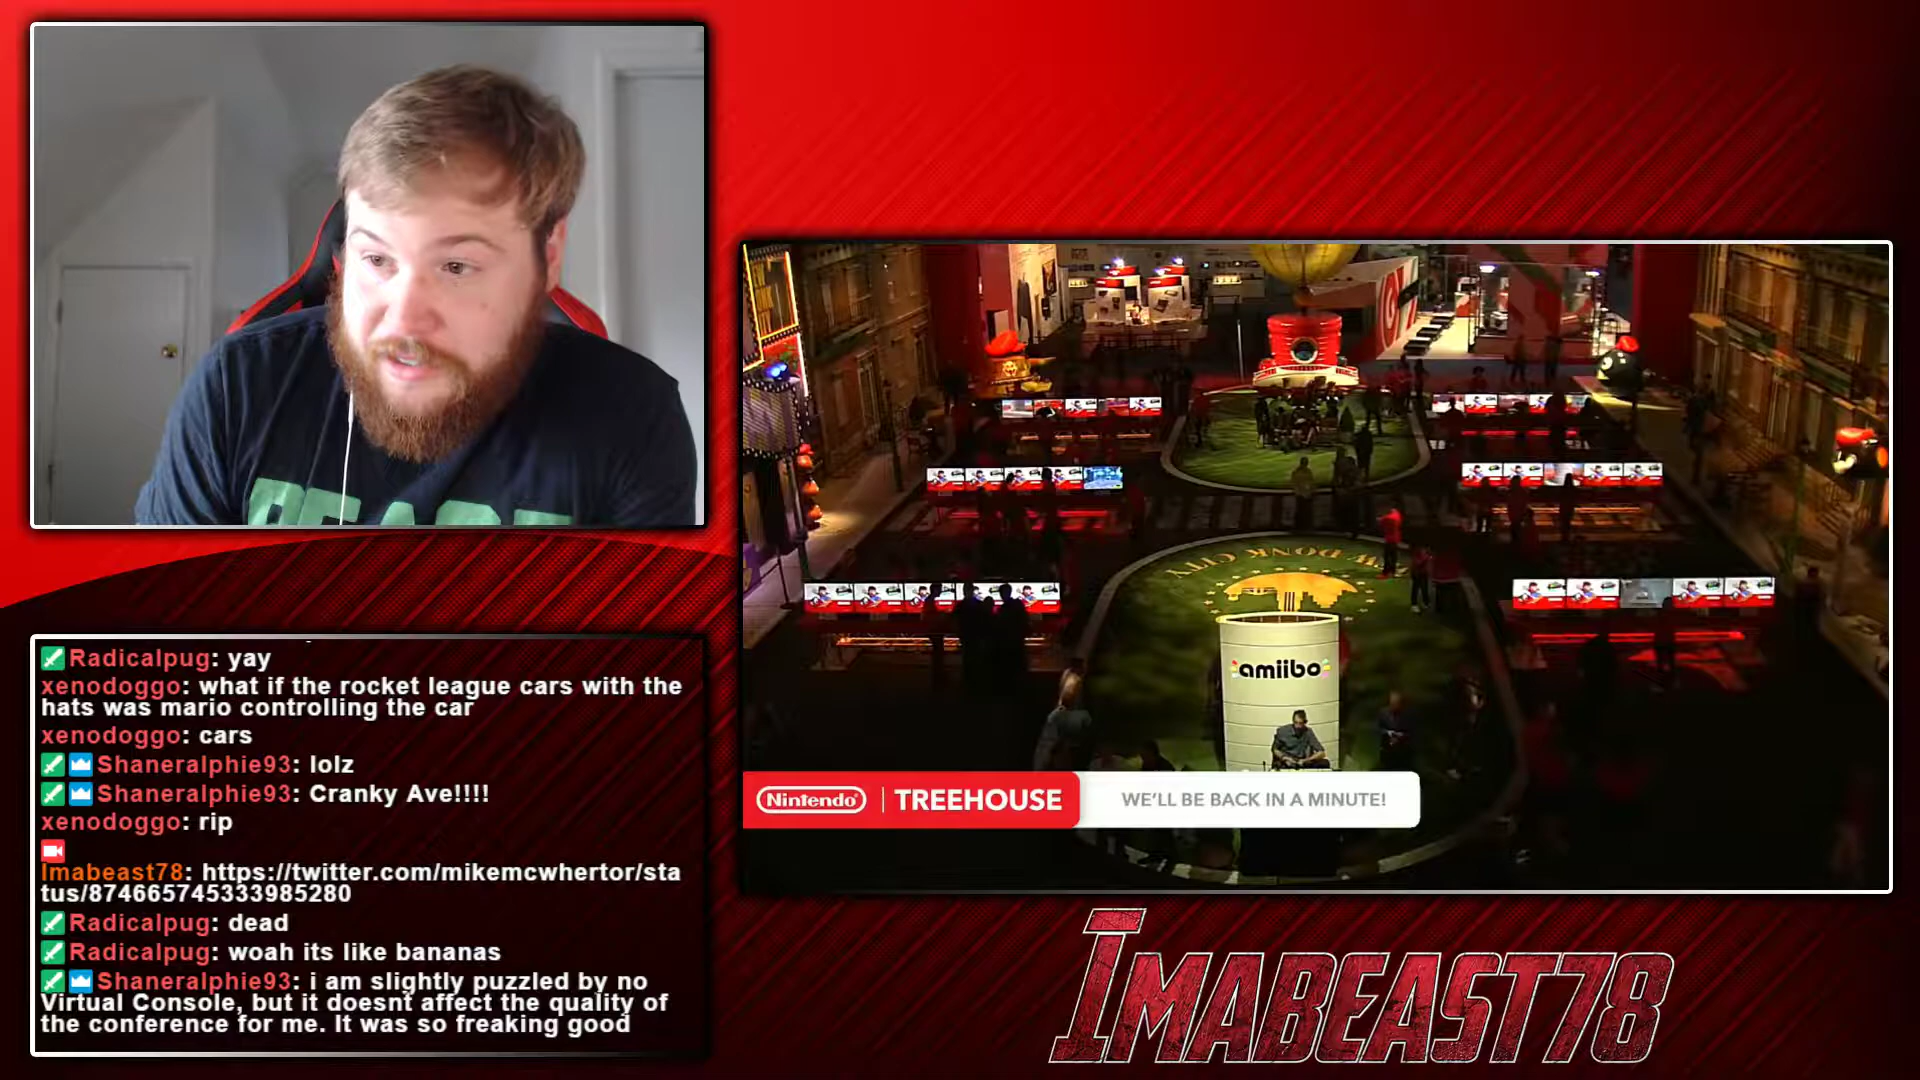 Radicalpug: yay
xenodoggo: what if the rocket league cars with the
hats was mario controlling the car
xenodoggo: cars
Shaneralphie93: lolz
Shaneralphie93: Cranky Ave!!!!
xenodoggo: rip
Imabeast78: https://twitter.com/mikemcwhertor/sta
tus/874665745333985280
Radicalpug: dead
Radicalpug: woah its like bananas
Shaneralphie93: i am slightly puzzled by no
Virtual Console, but it doesnt affect the quality of
the conference for me. It was so freaking good
W DONK CITY
amiibo
Nintendo TREEHOUSE WE'LL BE BACK IN A MINUTE!
IMABEAST78